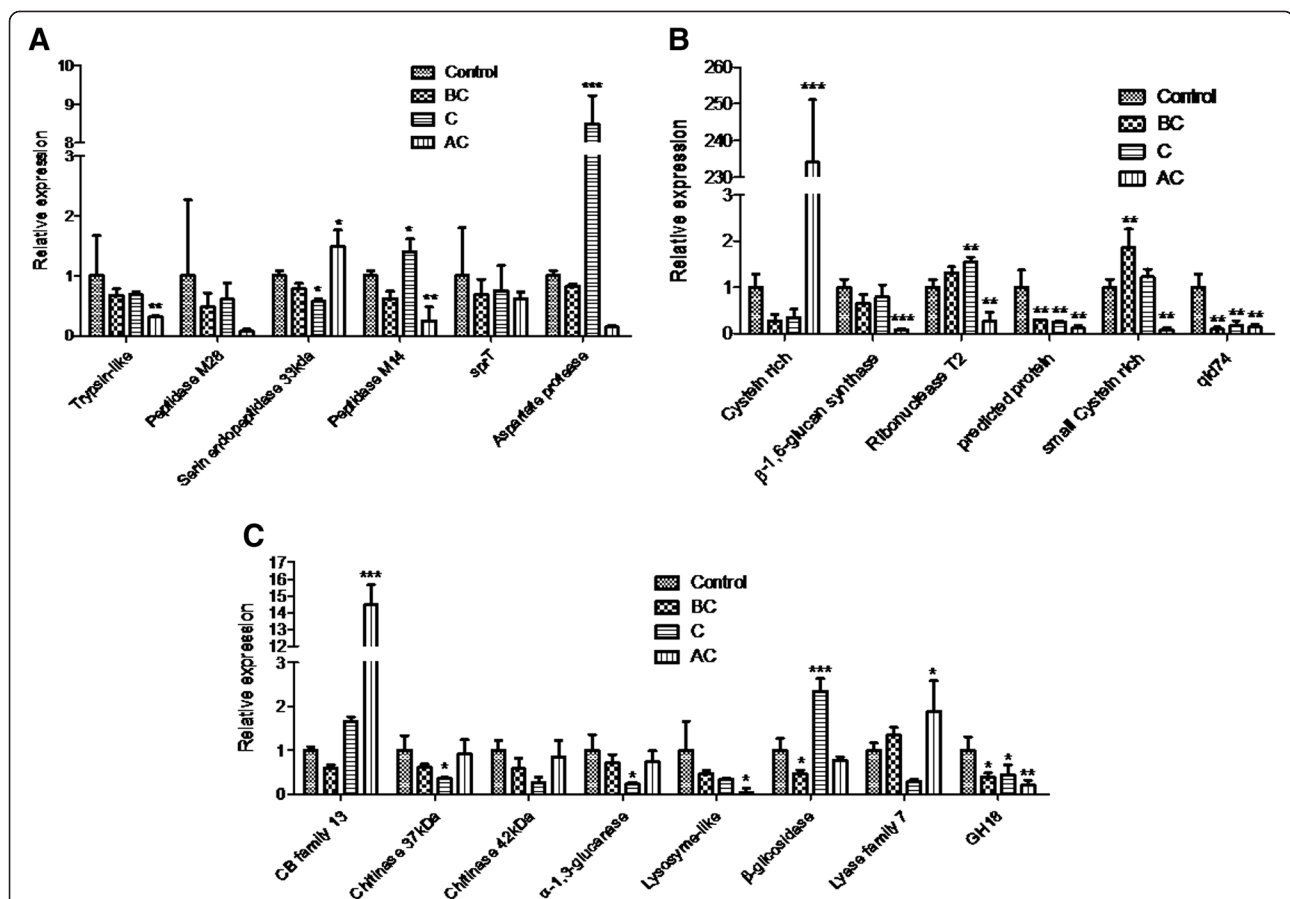 A
Relative expression
10
9
8
3
2
1
0
Control
BC
C
AC
**
*
*
*
**
***
Trypsin-like
Peptidase M28
Serin endopeptidase 33kda
Peptidase M14
sprT
Aspartate protease
B
Relative expression
260
250
240
230
3
2
1
0
Control
BC
C
AC
***
***
**
**
**
**
**
**
**
**
**
**
Cystein rich
β-1,6-glucan synthase
Ribonuclease T2
predicted protein
small Cystein rich
qid74
C
Relative expression
17
16
15
14
13
12
3
2
1
0
Control
BC
C
AC
***
*
*
*
*
***
*
*
*
**
CB family 13
Chitinase 37kDa
Chitinase 42kDa
α-1,3-glucanase
Lysosyme-like
β-glicosidase
Lyase family 7
GH18